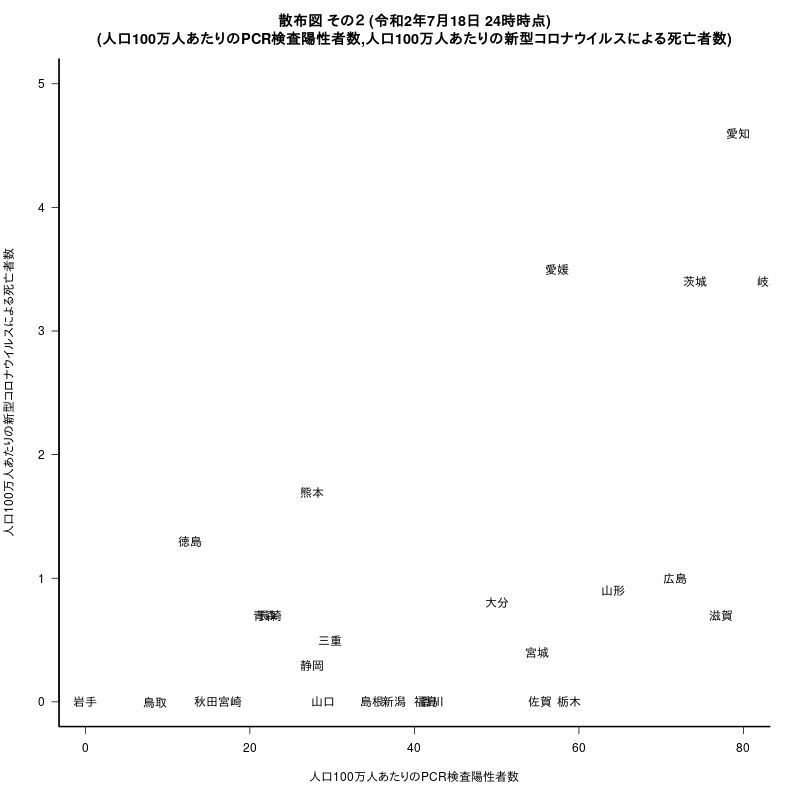 散布図 その2 (令和2年7月18日 24時時点)
(人口100万人あたりのPCR検査陽性者数,人口100万人あたりの新型コロナウイルスによる死亡者数)
人口100万人あたりの新型コロナウイルスによる死亡者数
5
愛知
4
愛媛
茨城
岐
3
2
熊本
徳島
1
広島
山形
大分
滋賀
三重
宮城
静岡
0
岩手
鳥取
秋田宮崎
山口
島根新潟
佐賀 栃木
0 20 40 60 80
人口100万人あたりのPCR検査陽性者数